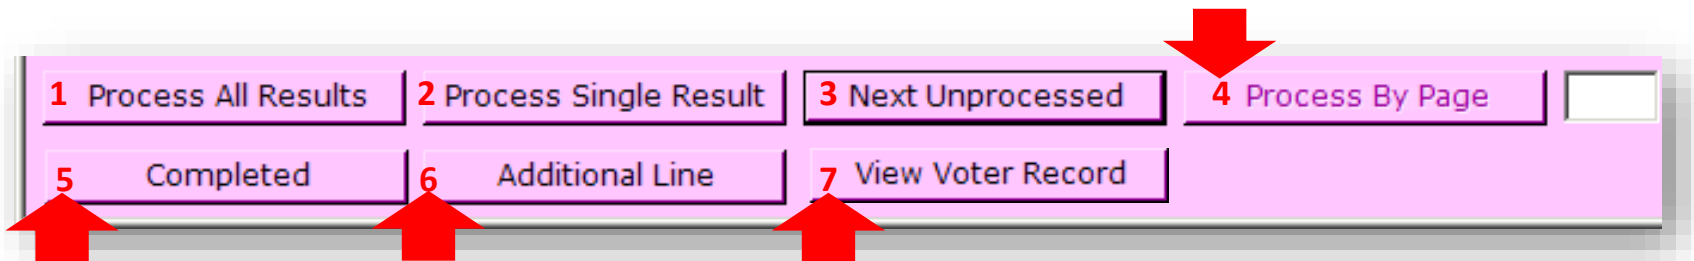 1 Process All Results 2 Process Single Result 3 Next Unprocessed 4 Process By Page
5 Completed 6 Additional Line 7 View Voter Record